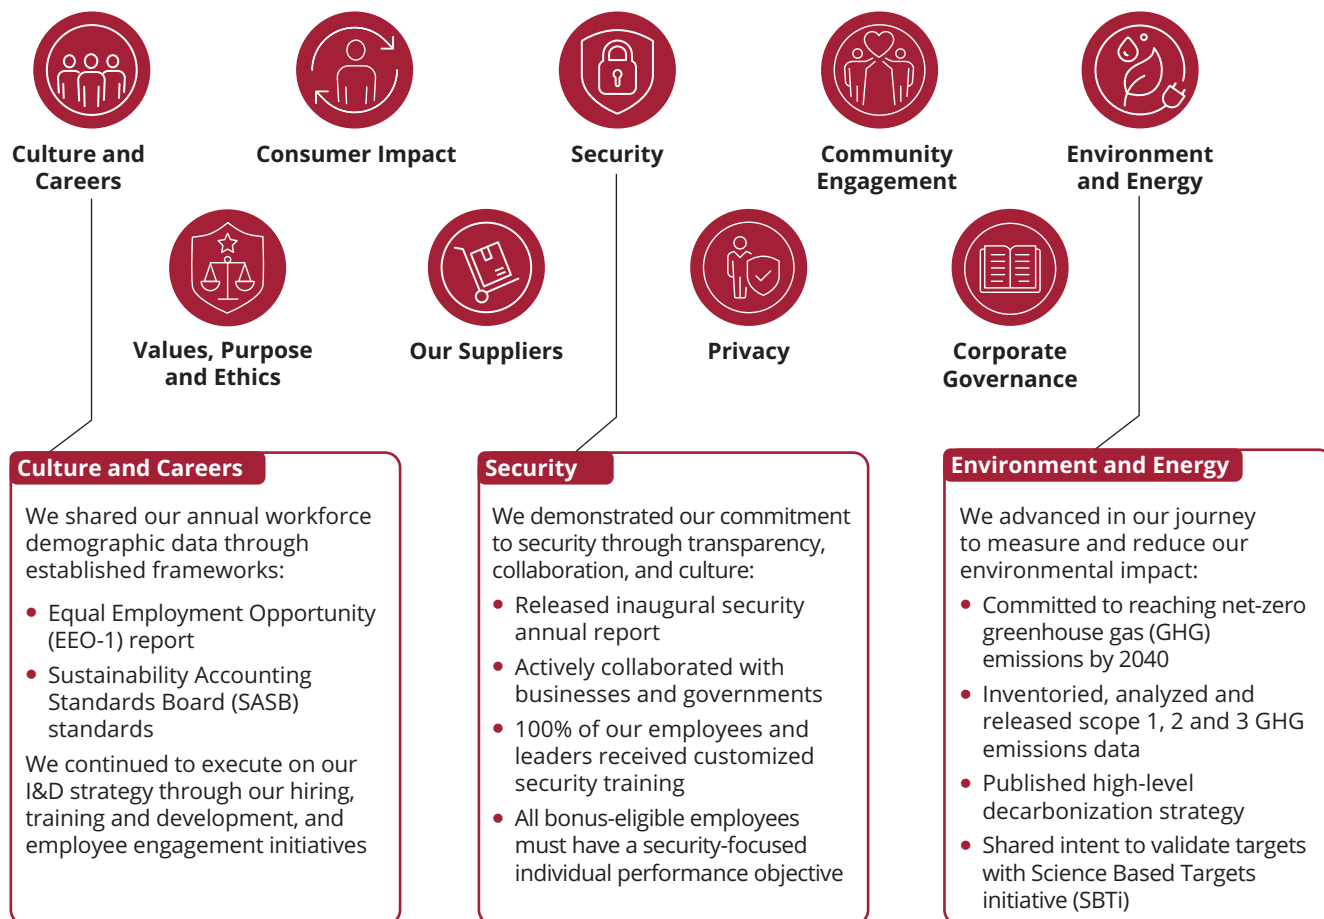 Culture and
Careers
Consumer Impact
Security
Community
Engagement
Environment
and Energy
Values, Purpose
and Ethics
Our Suppliers
Privacy
Corporate
Governance
Culture and Careers
We shared our annual workforce
demographic data through
established frameworks:
• Equal Employment Opportunity
(EEO-1) report
• Sustainability Accounting
Standards Board (SASB)
standards
We continued to execute on our
I&D strategy through our hiring,
training and development, and
employee engagement initiatives
Security
We demonstrated our commitment
to security through transparency,
collaboration, and culture:
• Released inaugural security
annual report
• Actively collaborated with
businesses and governments
• 100% of our employees and
leaders received customized
security training
• All bonus-eligible employees
must have a security-focused
individual performance objective
Environment and Energy
We advanced in our journey
to measure and reduce our
environmental impact:
• Committed to reaching net-zero
greenhouse gas (GHG)
emissions by 2040
• Inventoried, analyzed and
released scope 1, 2 and 3 GHG
emissions data
• Published high-level
decarbonization strategy
• Shared intent to validate targets
with Science Based Targets
initiative (SBTi)